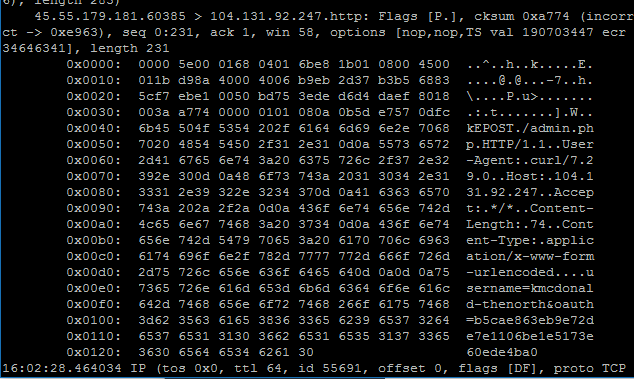 6), length 283)
45.55.179.181.60385 > 104.131.92.247.http: Flags [P.], cksum 0xa774 (incorr
ect -> 0xe963), seq 0:231, ack 1, win 58, options [nop,nop,TS val 190703447 ecr
234646341], length 231
0x0000: 0000 5e00 0168 0401 6be8 1b01 0800 4500 ..^..h..k.....E.
0x0010: 011b d98a 4000 4006 b9eb 2d37 b3b5 6883 ....@.@...-7..h.
0x0020: 5cf7 ebe1 0050 bd75 3ede d6d4 daef 8018 \....P.u>.......
0x0030: 003a a774 0000 0101 080a 0b5d e757 0dfc .:.t.......].W..
0x0040: 6b45 504f 5354 202f 6164 6d69 6e2e 7068 kEPOST./admin.ph
0x0050: 7020 4854 5450 2f31 2e31 0d0a 5573 6572 p.HTTP/1.1..User
0x0060: 2d41 6765 6e74 3a20 6375 726c 2f37 2e32 -Agent:.curl/7.2
0x0070: 392e 300d 0a48 6f73 743a 2031 3034 2e31 9.0..Host:.104.1
0x0080: 3331 2e39 322e 3234 370d 0a41 6363 6570 31.92.247..Accep
0x0090: 743a 202a 2f2a 0d0a 436f 6e74 656e 742d t:.*/*..Content-
0x00a0: 4c65 6e67 7468 3a20 3734 0d0a 436f 6e74 Length:.74..Cont
0x00b0: 656e 742d 5479 7065 3a20 6170 706c 6963 ent-Type:.applic
0x00c0: 6174 696f 6e2f 782d 7777 772d 666f 726d ation/x-www-form
0x00d0: 2d75 726c 656e 636f 6465 640d 0a0d 0a75 -urlencoded....u
0x00e0: 7365 726e 616d 653d 6b6d 6364 6f6e 616c sername=kmcdonal
0x00f0: 642d 7468 656e 6f72 7468 266f 6175 7468 d-thenorth&oauth
0x0100: 3d62 3563 6165 3836 3365 6239 6537 3264 =b5cae863eb9e72d
0x0110: 6537 6531 3130 3662 6531 6535 3137 3365 e7e1106be1e5173e
0x0120: 3630 6564 6534 6261 30 60ede4ba0
16:02:28.464034 IP (tos 0x0, ttl 64, id 55691, offset 0, flags [DF], proto TCP